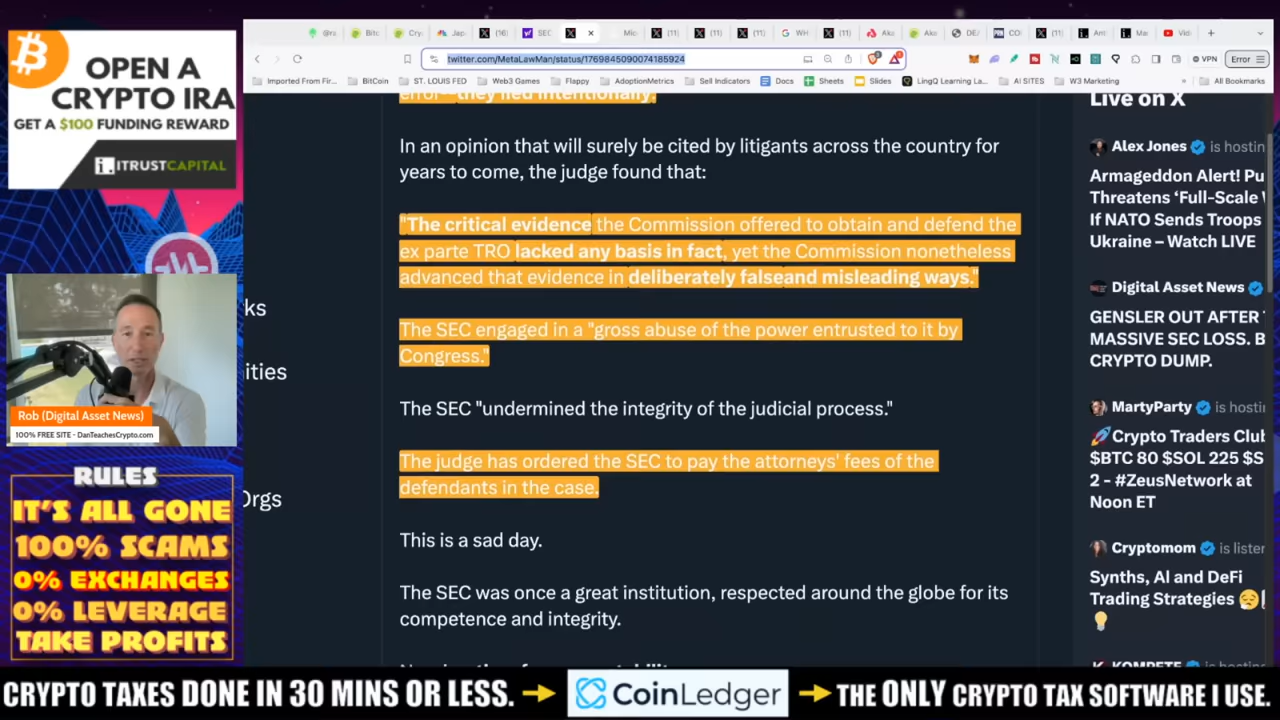 OPEN A
CRYPTO IRA
GET A $100 FUNDING REWARD
ITRUSTCAPITAL
twitter.com/MetaLawMan/status/1769845090074185924
VPN
Error
Imported From Fir...
BitCoin
ST. LOUIS FED
Web3 Games
Flappy
AdoptionMetrics
Sell Indicators
Docs
Sheets
Slides
LingQ Learning La...
AI SITES
W3 Marketing
All Bookmarks
error—they lied intentionally.
In an opinion that will surely be cited by litigants across the country for
years to come, the judge found that:
"The critical evidence the Commission offered to obtain and defend the
ex parte TRO lacked any basis in fact, yet the Commission nonetheless
advanced that evidence in deliberately falseand misleading ways."
The SEC engaged in a "gross abuse of the power entrusted to it by
Congress."
The SEC "undermined the integrity of the judicial process."
The judge has ordered the SEC to pay the attorneys' fees of the
defendants in the case.
This is a sad day.
The SEC was once a great institution, respected around the globe for its
competence and integrity.
ks
ities
Orgs
Live on X
Alex Jones is hostin
Armageddon Alert! Pu
Threatens ‘Full-Scale
If NATO Sends Troops
Ukraine – Watch LIVE
Digital Asset News
GENSLER OUT AFTER
MASSIVE SEC LOSS. B
CRYPTO DUMP.
MartyParty is hosti
Crypto Traders Clu
$BTC 80 $SOL 225 $S
2 - #ZeusNetwork at
Noon ET
Cryptomom is lister
Synths, AI and DeFi
Trading Strategies
KOMPETE is hosting
Rob (Digital Asset News)
100% FREE SITE - DanTeachesCrypto.com
RULES
IT'S ALL GONE
100% SCAMS
0% EXCHANGES
0% LEVERAGE
TAKE PROFITS
CRYPTO TAXES DONE IN 30 MINS OR LESS.
CoinLedger
THE ONLY CRYPTO TAX SOFTWARE I USE.